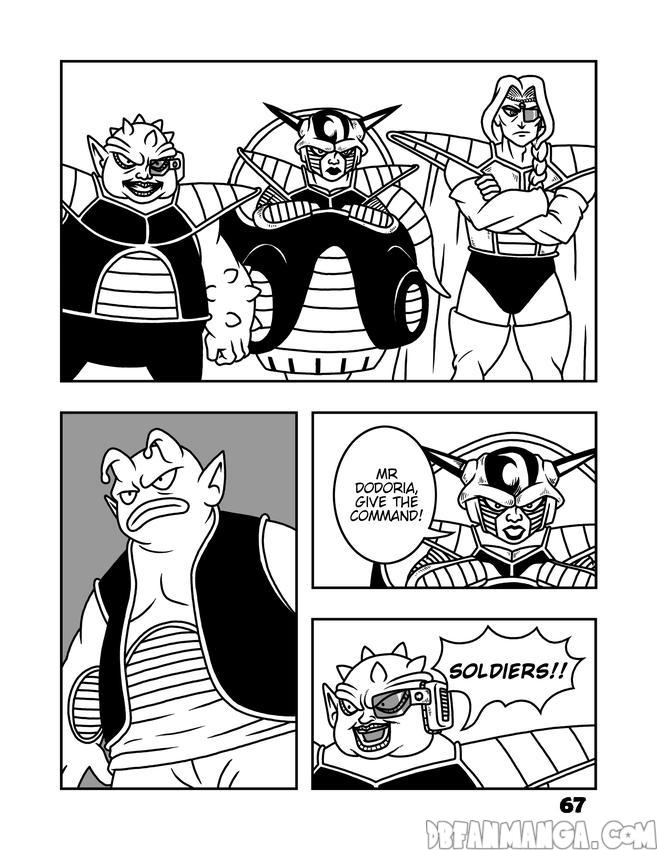 MR
DODORIA,
GIVE THE
COMMAND!
SOLDIERS!!
67
DBFANMANGA.COM